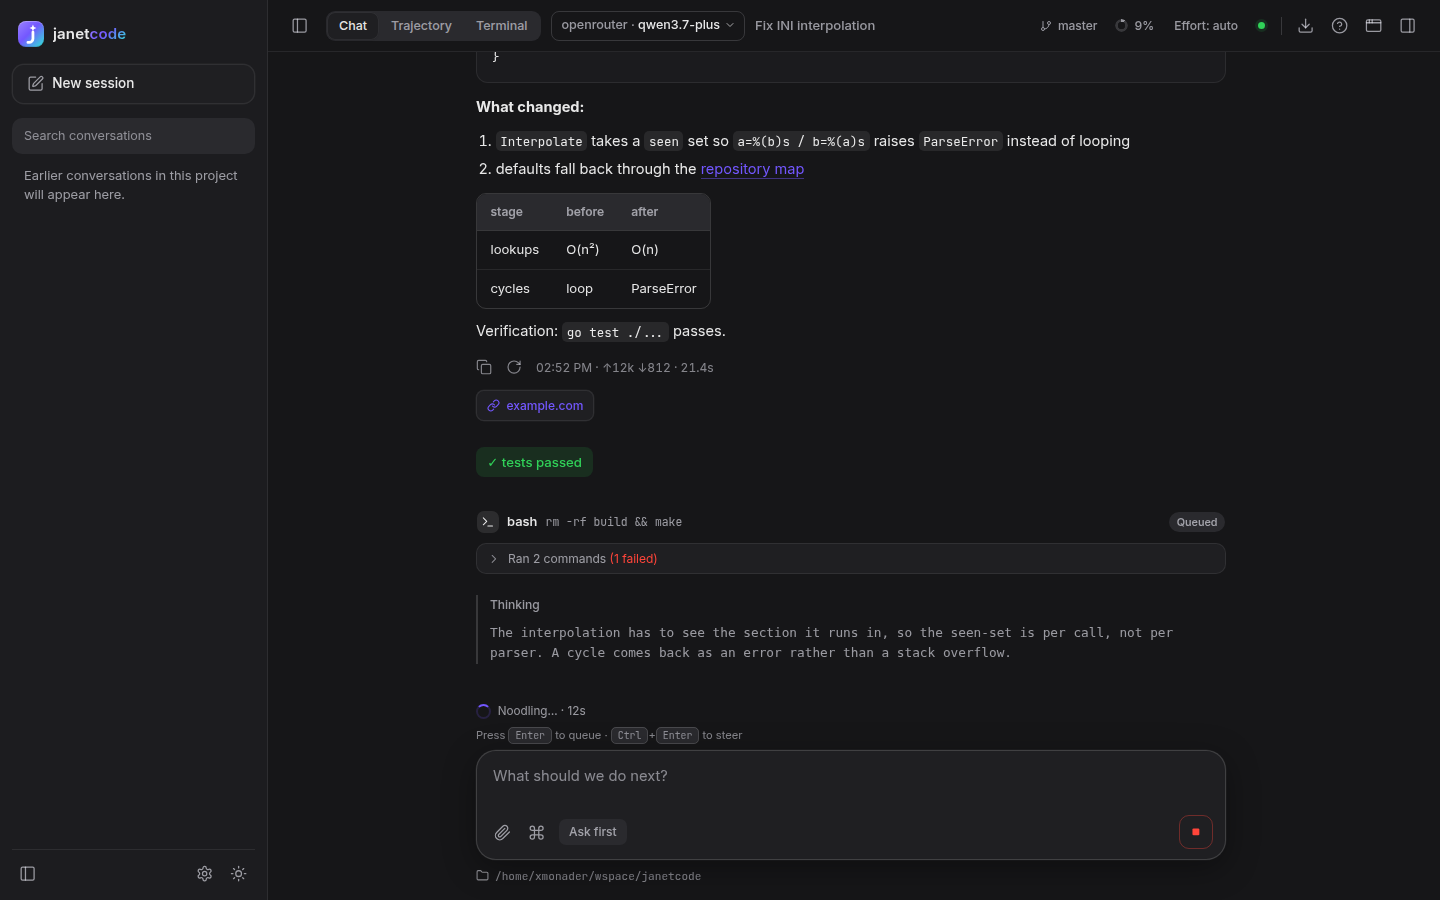 janetcode
New session
Search conversations
Earlier conversations in this project
will appear here.
Chat
Trajectory
Terminal
openrouter · qwen3.7-plus
Fix INI interpolation
master
9%
Effort: auto
}
What changed:
1. Interpolate takes a seen set so a=%(b)s / b=%(a)s raises ParseError instead of looping
2. defaults fall back through the repository map
stage before after
lookups O(n²) O(n)
cycles loop ParseError
Verification: go test ./... passes.
02:52 PM · ↑12k ↓812 · 21.4s
example.com
✓ tests passed
bash rm -rf build && make
Queued
Ran 2 commands (1 failed)
Thinking
The interpolation has to see the section it runs in, so the seen-set is per call, not per
parser. A cycle comes back as an error rather than a stack overflow.
Noodling... · 12s
Press Enter to queue · Ctrl+Enter to steer
What should we do next?
Ask first
/home/xmonader/wspace/janetcode